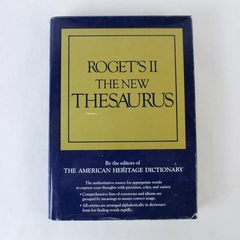 ROGET'S II
THE NEW
THESAURUS
By the editors of
THE AMERICAN HERITAGE DICTIONARY
The authoritative source for appropriate words
to express your thoughts with precision, color, and variety
• Comprehensive lists of synonyms and idioms are
grouped by meanings to assure correct usage.
• All entries are arranged alphabetically in dictionary
form for finding words rapidly.